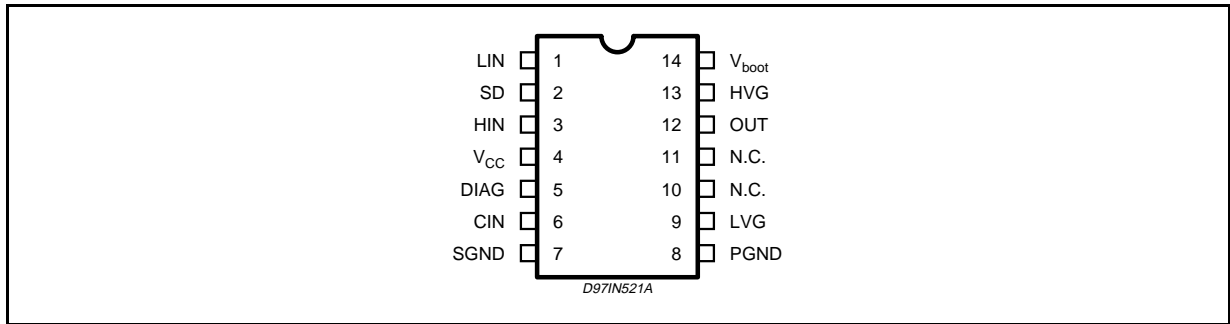 LIN 1 14 Vboot
SD 2 13 HVG
HIN 3 12 OUT
VCC 4 11 N.C.
DIAG 5 10 N.C.
CIN 6 9 LVG
SGND 7 8 PGND
D97IN521A